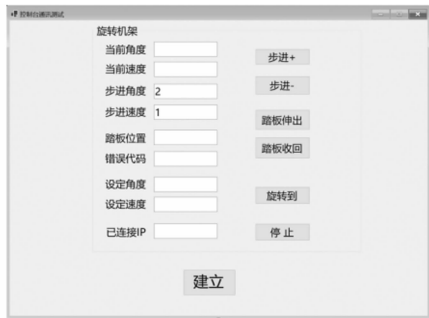 控制台通讯测试
旋转机架
当前角度
步进+
当前速度
步进-
步进角度 2
步进速度 1
踏板伸出
踏板位置
踏板收回
错误代码
设定角度
旋转到
设定速度
已连接IP
停 止
建立